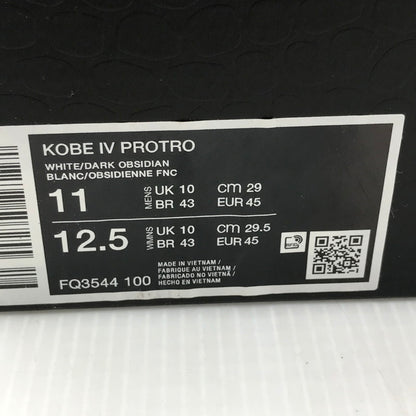 KOBE IV PROTRO
WHITE/DARK OBSIDIAN
BLANC/OBSIDIENNE FNC
11 MENS UK 10 CM 29
BR 43 EUR 45
12.5 WMNS UK 10 CM 29.5
BR 43 EUR 45
MADE IN VIETNAM /
FABRIQUE AU VIETNAM /
FABRICADO NO VIETNÃ /
HECHO EN VIETNAM
FQ3544 100